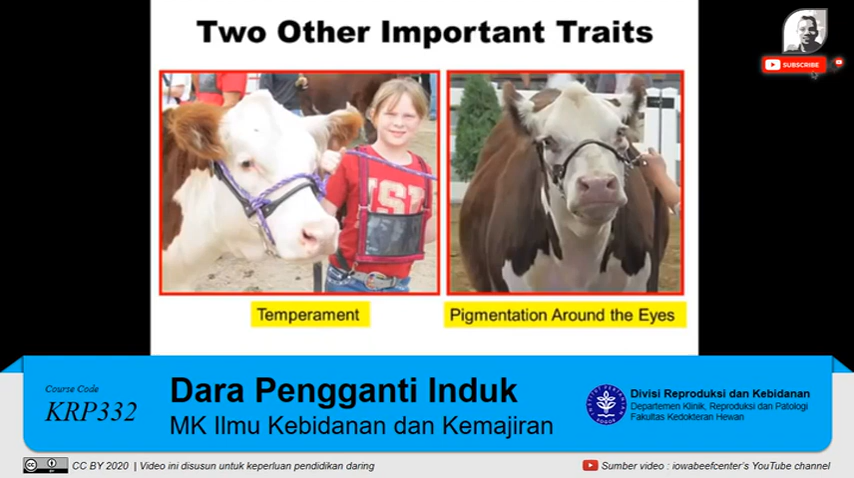 Two Other Important Traits
SUBSCRIBE
Temperament
Pigmentation Around the Eyes
Course Code
KRP332
Dara Pengganti Induk
MK Ilmu Kebidanan dan Kemajiran
Divisi Reproduksi dan Kebidanan
Departemen Klinik, Reproduksi dan Patologi
Fakultas Kedokteran Hewan
CC BY 2020 | Video ini disusun untuk keperluan pendidikan daring
Sumber video : iowabeefcenter's YouTube channel